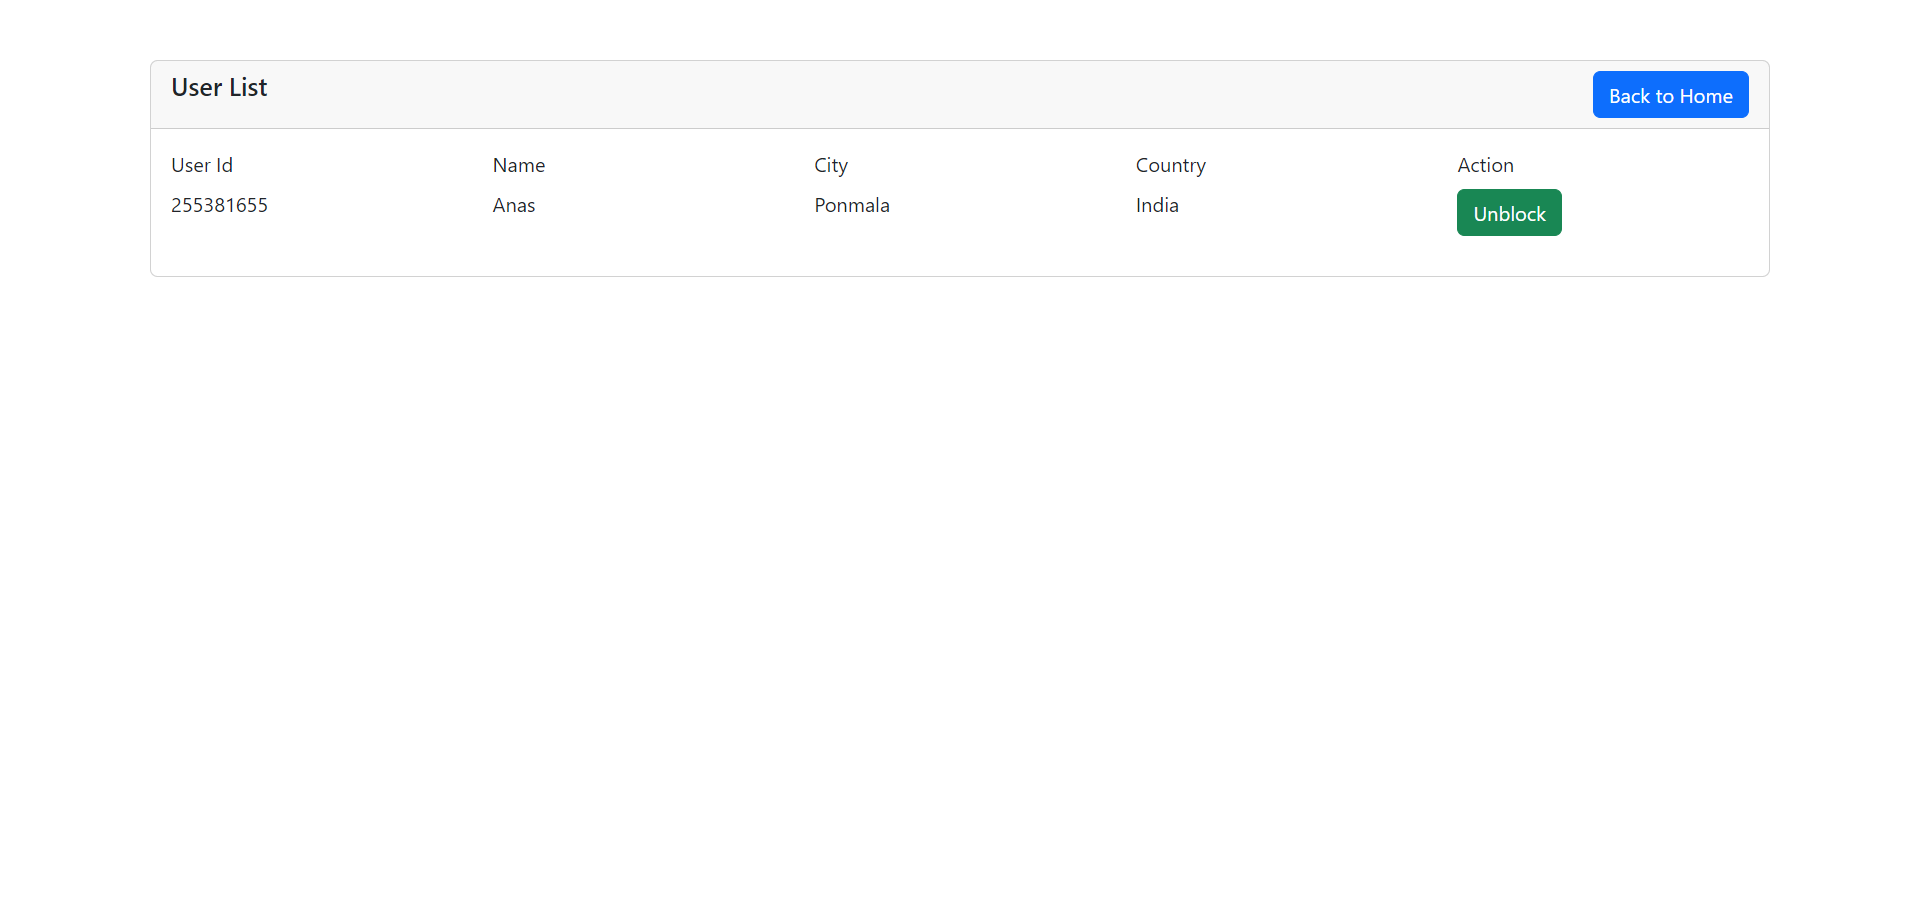 User List
Back to Home
User Id Name City Country Action
255381655 Anas Ponmala India Unblock